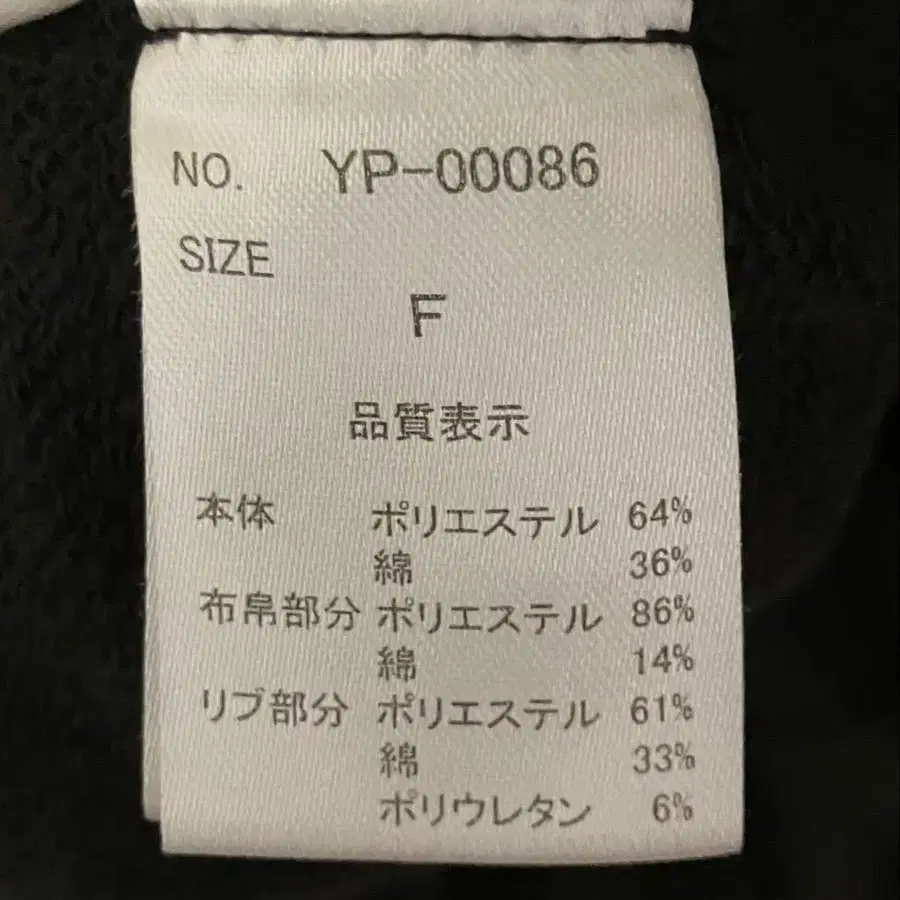 NO. YP-00086
SIZE
F
品質表示
本体 ポリエステル 64%
綿 36%
布帛部分 ポリエステル 86%
綿 14%
リブ部分 ポリエステル 61%
綿 33%
ポリウレタン 6%